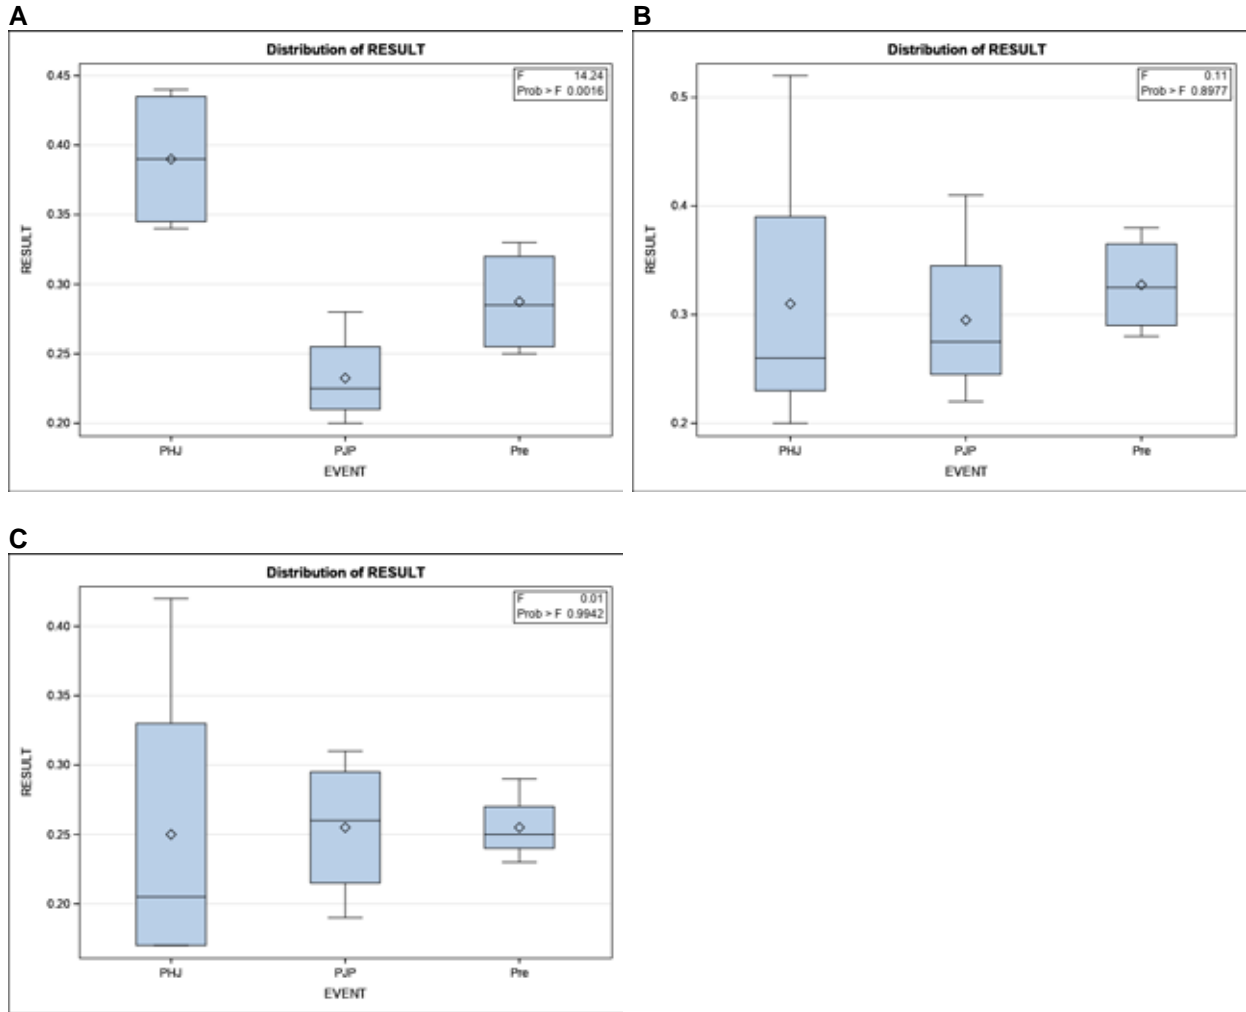 A
Distribution of RESULT
F 14.24
Prob > F 0.0016
0.45
0.40
0.35
0.30
0.25
0.20
RESULT
PHJ PJP Pre
EVENT
B
Distribution of RESULT
F 0.11
Prob > F 0.8977
0.5
0.4
0.3
0.2
RESULT
PHJ PJP Pre
EVENT
C
Distribution of RESULT
F 0.01
Prob > F 0.9942
0.40
0.35
0.30
0.25
0.20
RESULT
PHJ PJP Pre
EVENT